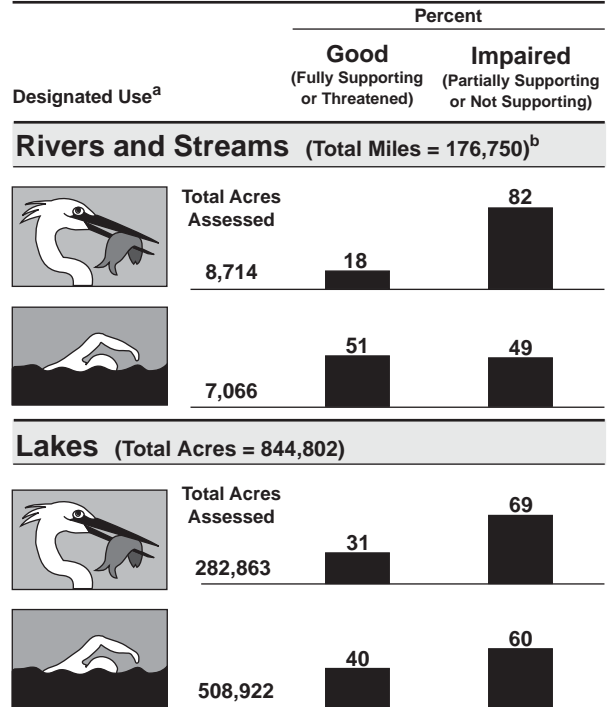 Percent
Designated Use^a
Good
(Fully Supporting
or Threatened)
Impaired
(Partially Supporting
or Not Supporting)
Rivers and Streams (Total Miles = 176,750)^b
Total Acres
Assessed
8,714
18
82
7,066
51
49
Lakes (Total Acres = 844,802)
Total Acres
Assessed
282,863
31
69
508,922
40
60